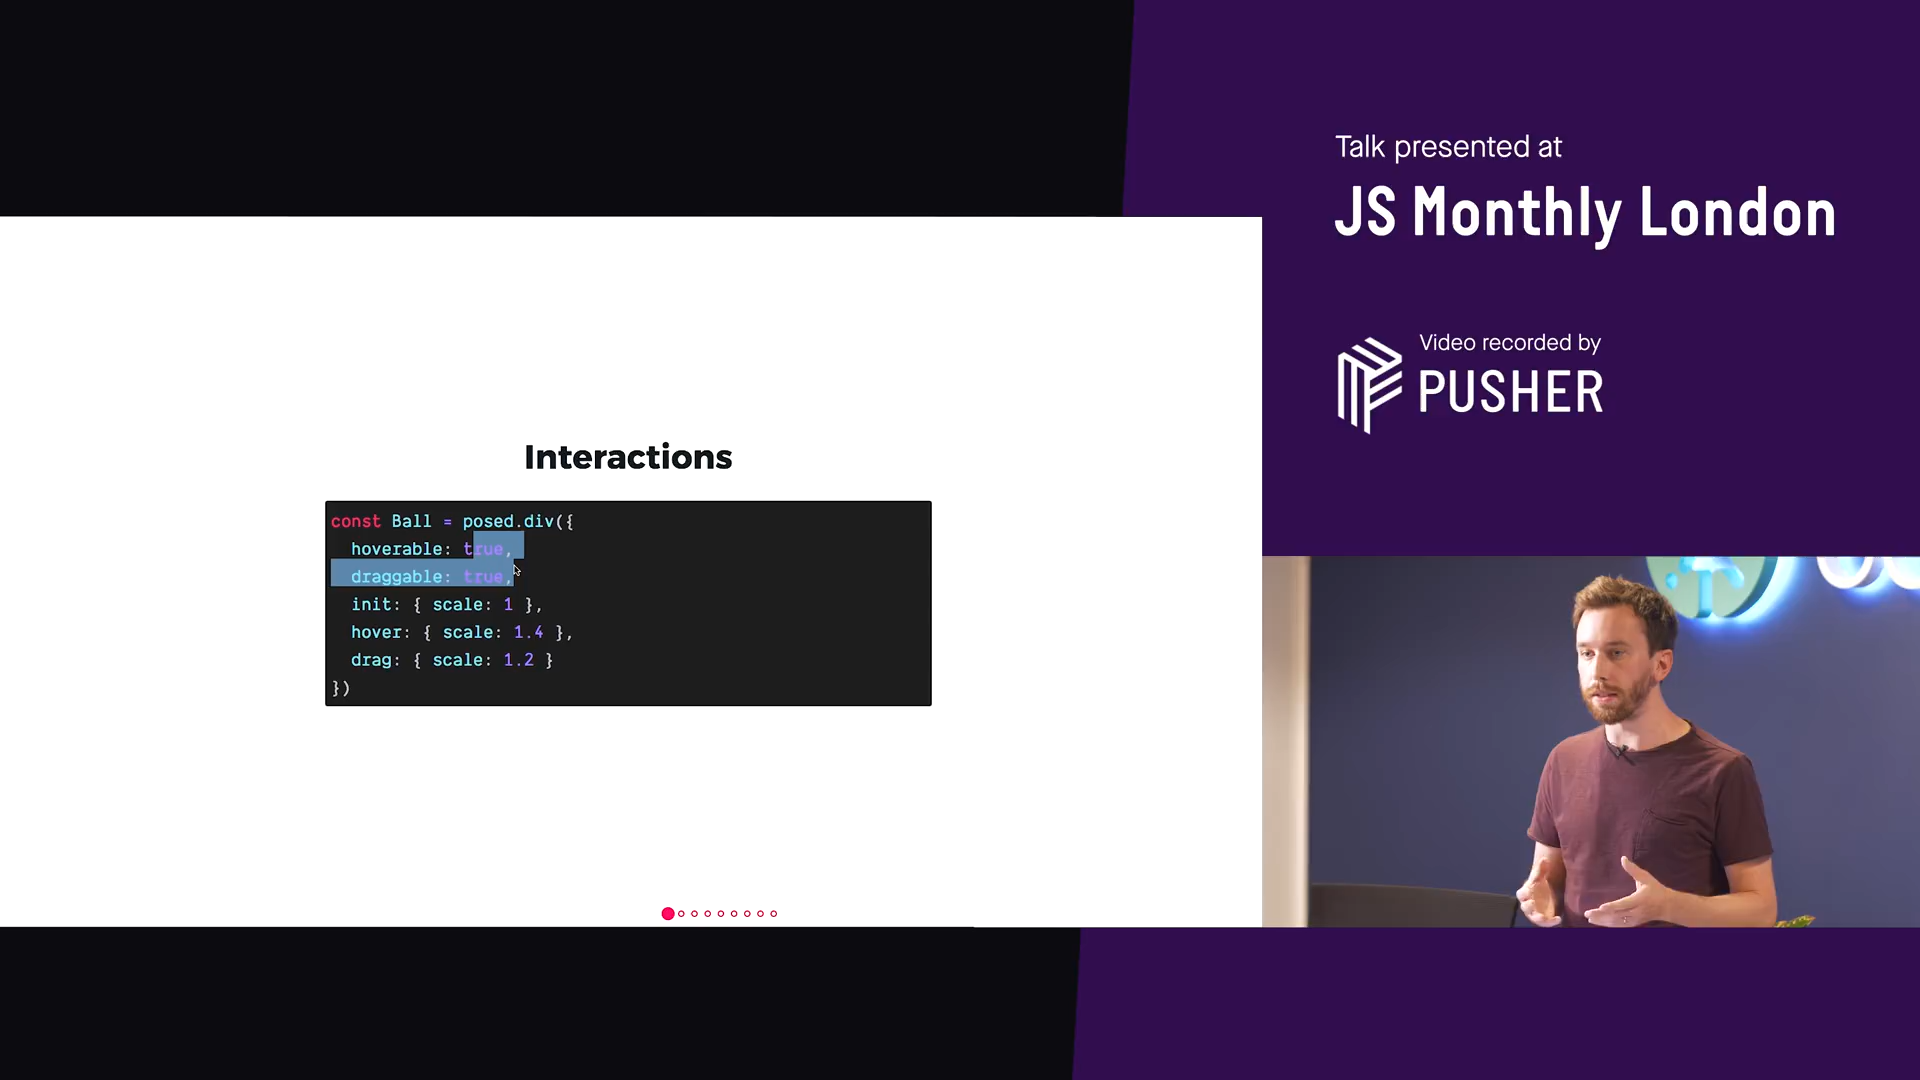 Talk presented at
JS Monthly London
Video recorded by
PUSHER
Interactions
const Ball = posed.div({
  hoverable: true,
  draggable: true,
  init: { scale: 1 },
  hover: { scale: 1.4 },
  drag: { scale: 1.2 }
})